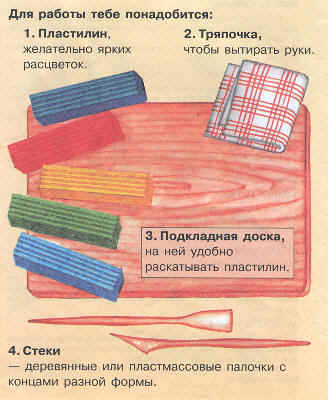 Для работы тебе понадобится:
1. Пластилин,
желательно ярких
расцветок.
2. Тряпочка,
чтобы вытирать руки.
3. Подкладная доска,
на ней удобно
раскатывать пластилин.
4. Стеки
— деревянные или пластмассовые палочки с
концами разной формы.